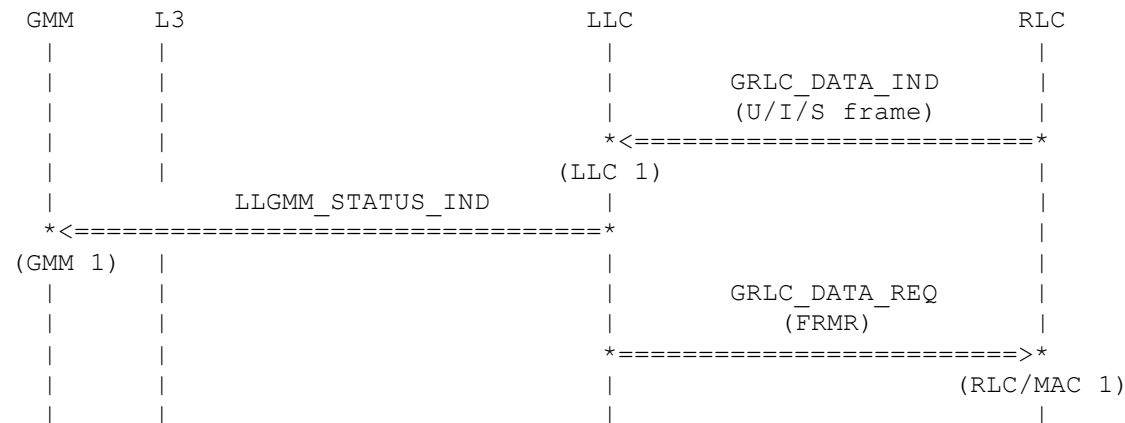 GMM L3 LLC RLC
GRLC_DATA_IND
(U/I/S frame)
(LLC 1)
LLGMM_STATUS_IND
(GMM 1)
GRLC_DATA_REQ
(FRMR)
(RLC/MAC 1)